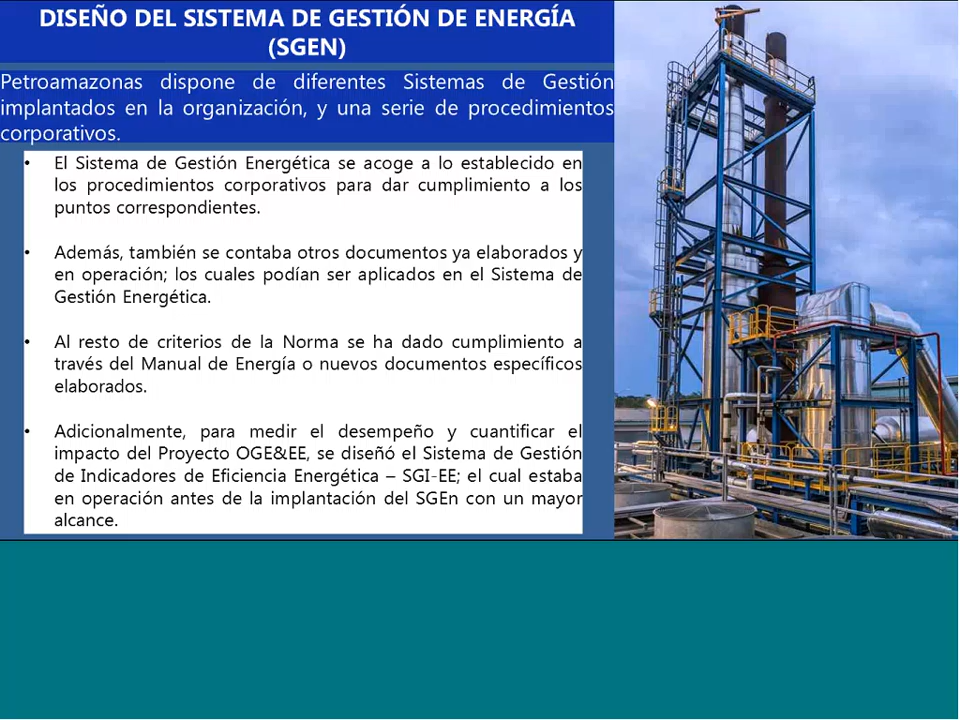 DISEÑO DEL SISTEMA DE GESTIÓN DE ENERGÍA
(SGEN)
Petroamazonas dispone de diferentes Sistemas de Gestión
implantados en la organización, y una serie de procedimientos
corporativos.
• El Sistema de Gestión Energética se acoge a lo establecido en
los procedimientos corporativos para dar cumplimiento a los
puntos correspondientes.
• Además, también se contaba otros documentos ya elaborados y
en operación; los cuales podían ser aplicados en el Sistema de
Gestión Energética.
• Al resto de criterios de la Norma se ha dado cumplimiento a
través del Manual de Energía o nuevos documentos específicos
elaborados.
• Adicionalmente, para medir el desempeño y cuantificar el
impacto del Proyecto OGE&EE, se diseñó el Sistema de Gestión
de Indicadores de Eficiencia Energética – SGI-EE; el cual estaba
en operación antes de la implantación del SGEn con un mayor
alcance.